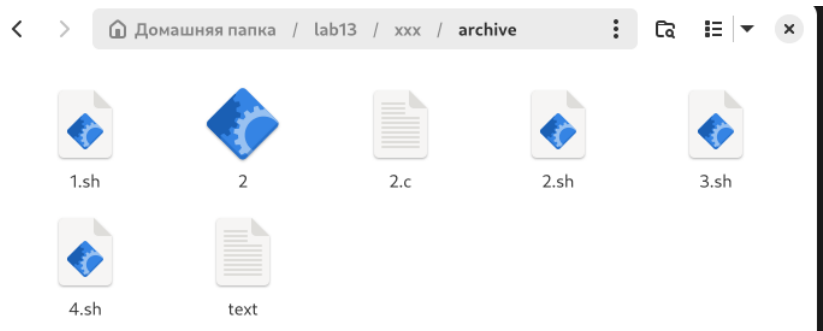 Домашняя папка / lab13 / xxx / archive
1.sh 2 2.c 2.sh 3.sh
4.sh text